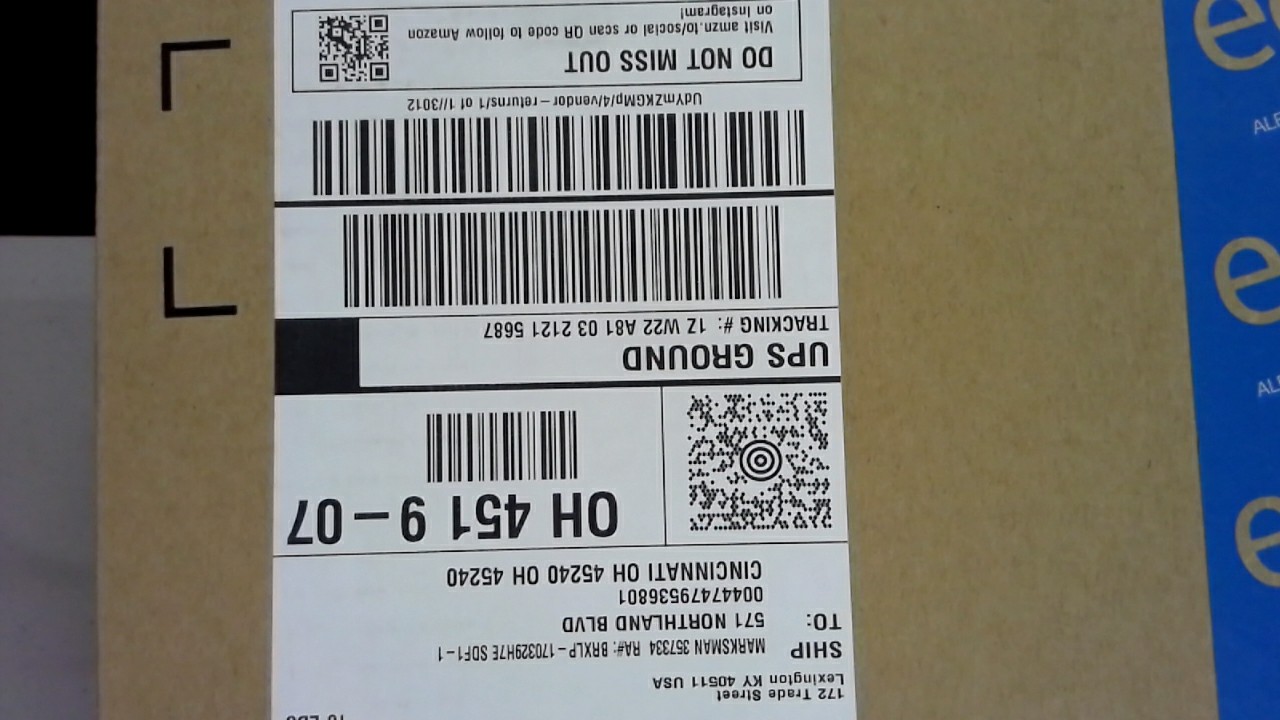 172 Trade Street
Lexington KY 40511 USA
SHIP TO:
MARKSMAN 357334 RA#: BRXLP-170329H7E SDF1-1
571 NORTHLAND BLVD
00447479536801
CINCINNATI OH 45240 OH 45240
OH 451 9-07
UPS GROUND
TRACKING #: 1Z W22 A81 03 2121 5687
UdYmZKGMp/4/vendor-returns/1 of 1//3012
DO NOT MISS OUT
Visit amzn.to/social or scan QR code to follow Amazon
on Instagram!